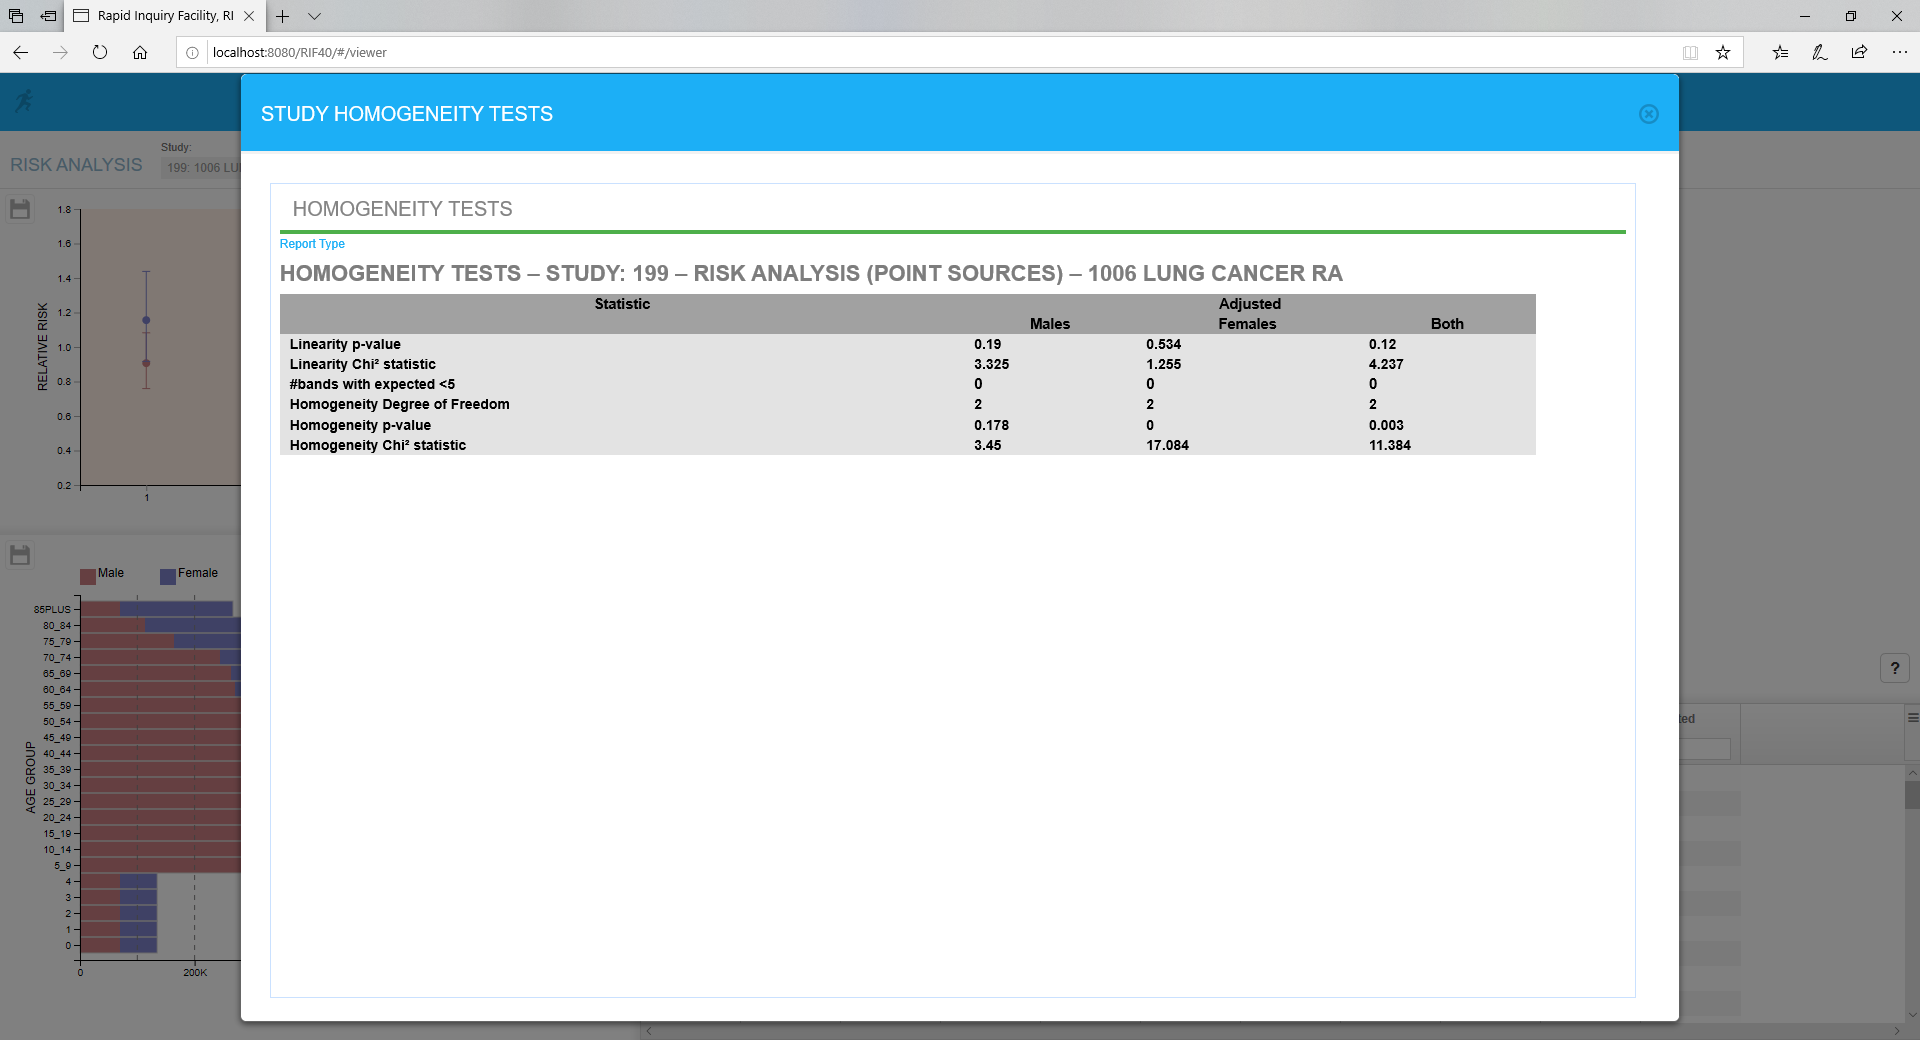 Rapid Inquiry Facility, RI
localhost:8080/RIF40/#/viewer
STUDY HOMOGENEITY TESTS
RISK ANALYSIS
Study:
199: 1006 LU
HOMOGENEITY TESTS
Report Type
HOMOGENEITY TESTS – STUDY: 199 – RISK ANALYSIS (POINT SOURCES) – 1006 LUNG CANCER RA
Statistic Adjusted
Males Females Both
Linearity p-value 0.19 0.534 0.12
Linearity Chi² statistic 3.325 1.255 4.237
#bands with expected <5 0 0 0
Homogeneity Degree of Freedom 2 2 2
Homogeneity p-value 0.178 0 0.003
Homogeneity Chi² statistic 3.45 17.084 11.384
RELATIVE RISK
1.8
1.6
1.4
1.2
1.0
0.8
0.6
0.4
0.2
1
Male Female
AGE GROUP
85PLUS
80_84
75_79
70_74
65_69
60_64
55_59
50_54
45_49
40_44
35_39
30_34
25_29
20_24
15_19
10_14
5_9
4
3
2
1
0
0 200K
?
ted